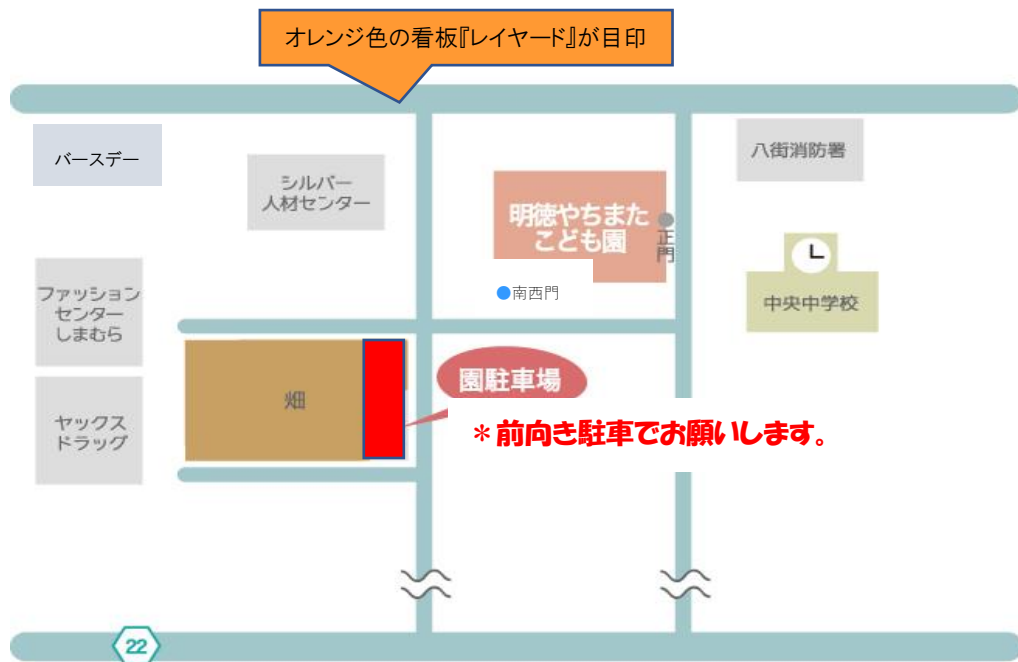 オレンジ色の看板『レイヤード』が目印
バースデー
シルバー
人材センター
明徳やちまた
こども園
正門
八街消防署
中央中学校
ファッション
センター
しまむら
●南西門
ヤックス
ドラッグ
畑
園駐車場
＊前向き駐車でお願いします。
22